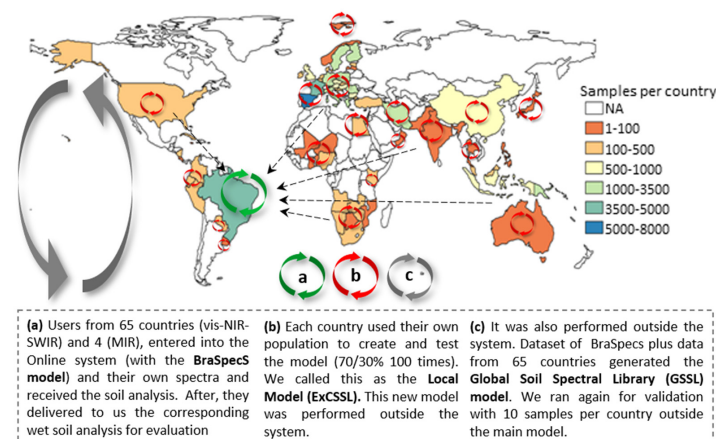 Samples per country
NA
1-100
100-500
500-1000
1000-3500
3500-5000
5000-8000
a
b
c
(a) Users from 65 countries (vis-NIR-
SWIR) and 4 (MIR), entered into the
Online system (with the BraSpecS
model) and their own spectra and
received the soil analysis. After, they
delivered to us the corresponding
wet soil analysis for evaluation
(b) Each country used their own
population to create and test
the model (70/30% 100 times).
We called this as the Local
Model (ExCSSL). This new model
was performed outside the
system.
(c) It was also performed outside the
system. Dataset of BraSpecs plus data
from 65 countries generated the
Global Soil Spectral Library (GSSL)
model. We ran again for validation
with 10 samples per country outside
the main model.